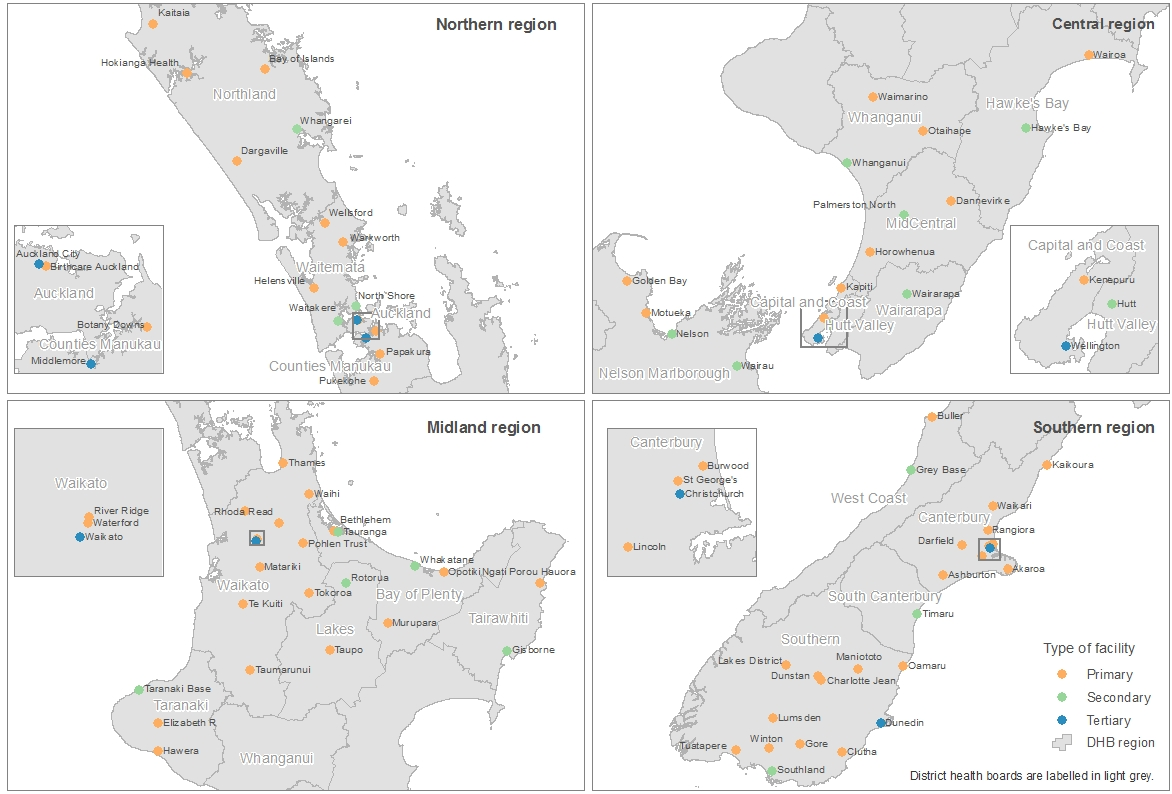 Northern region
Kaitaia
Hokianga Health
Bay of Islands
Northland
Whangarei
Dargaville
Wellsford
Warkworth
Waitemata
Helensville
North Shore
Waitakere
Auckland
Papakura
Counties Manukau
Pukekohe
Auckland City
Birthcare Auckland
Auckland
Botany Downs
Counties Manukau
Middlemore
Central region
Wairoa
Waimarino
Hawke's Bay
Whanganui
Otaihape
Hawke's Bay
Whanganui
Dannevirke
Palmerston North
MidCentral
Horowhenua
Golden Bay
Kapiti
Wairarapa
Capital and Coast
Wairarapa
Motueka
Hutt Valley
Nelson
Wairau
Nelson Marlborough
Capital and Coast
Kenepuru
Hutt
Hutt Valley
Wellington
Midland region
Thames
Waihi
Rhoda Read
Bethlehem
Tauranga
Pohlen Trust
Whakatane
Matariki
Opotiki
Ngati Porou Hauora
Rotorua
Waikato
Tokoroa
Bay of Plenty
Te Kuiti
Murupara
Tairawhiti
Lakes
Taupo
Gisborne
Taumarunui
Taranaki Base
Taranaki
Elizabeth R
Hawera
Whanganui
Waikato
River Ridge
Waterford
Waikato
Southern region
Buller
Grey Base
Kaikoura
West Coast
Waikari
Canterbury
Rangiora
Darfield
Akaroa
Ashburton
South Canterbury
Timaru
Southern
Lakes District
Maniototo
Oamaru
Dunstan
Charlotte Jean
Lumsden
Dunedin
Winton
Tuatapere
Gore
Clutha
Southland
Canterbury
Burwood
St George's
Christchurch
Lincoln
Type of facility
Primary
Secondary
Tertiary
DHB region
District health boards are labelled in light grey.